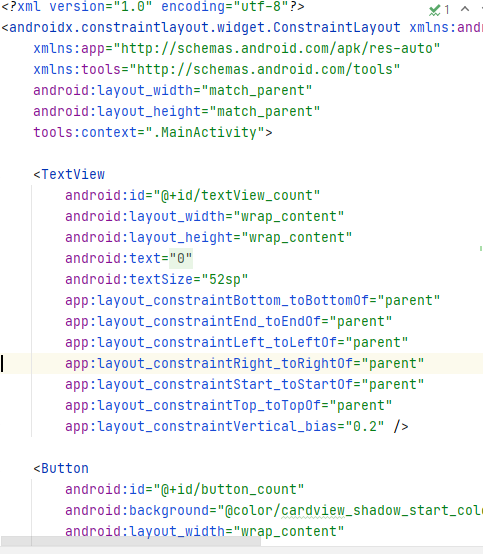 <?xml version="1.0" encoding="utf-8"?>
1
<androidx.constraintlayout.widget.ConstraintLayout xmlns:and
    xmlns:app="http://schemas.android.com/apk/res-auto"
    xmlns:tools="http://schemas.android.com/tools"
    android:layout_width="match_parent"
    android:layout_height="match_parent"
    tools:context=".MainActivity">

    <TextView
        android:id="@+id/textView_count"
        android:layout_width="wrap_content"
        android:layout_height="wrap_content"
        android:text="0"
        android:textSize="52sp"
        app:layout_constraintBottom_toBottomOf="parent"
        app:layout_constraintEnd_toEndOf="parent"
        app:layout_constraintLeft_toLeftOf="parent"
        app:layout_constraintRight_toRightOf="parent"
        app:layout_constraintStart_toStartOf="parent"
        app:layout_constraintTop_toTopOf="parent"
        app:layout_constraintVertical_bias="0.2" />

    <Button
        android:id="@+id/button_count"
        android:background="@color/cardview_shadow_start_col
        android:layout_width="wrap_content"